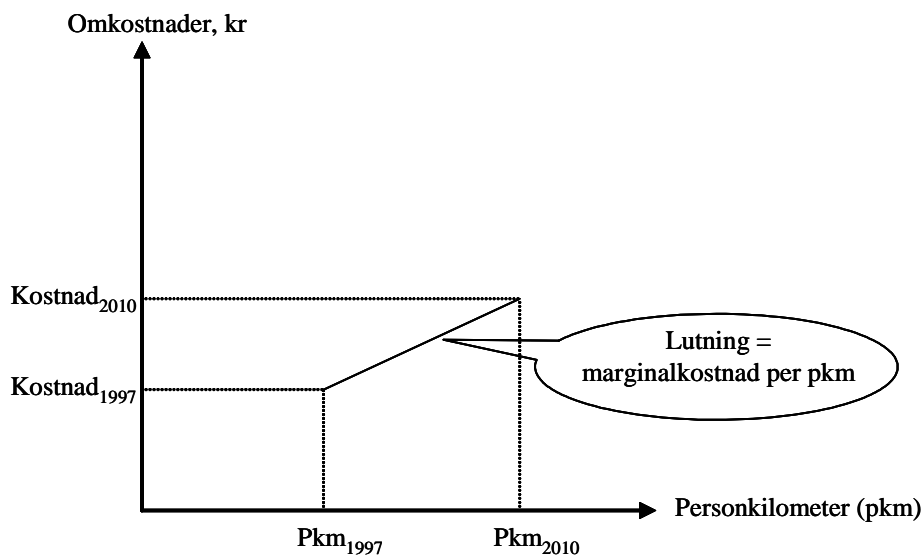 Omkostnader, kr
Kostnad2010
Lutning =
marginalkostnad per pkm
Kostnad1997
Personkilometer (pkm)
Pkm1997
Pkm2010